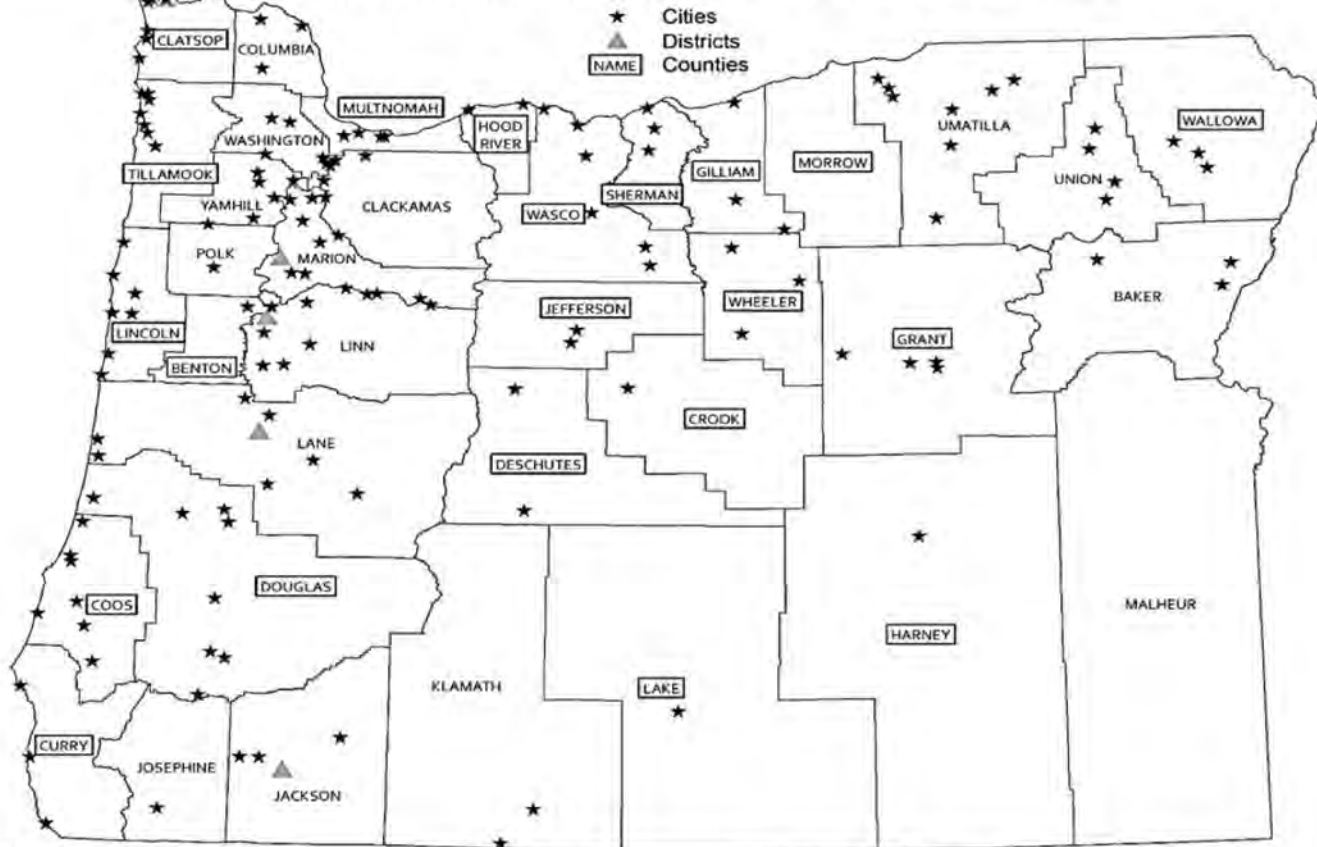 Cities
Districts
NAME Counties
CLATSOP
COLUMBIA
MULTNOMAH
HOOD
RIVER
WASHINGTON
UMATILLA
WALLOWA
TILLAMOOK
GILLIAM
MORROW
UNION
SHERMAN
YAMHILL
CLACKAMAS
WASCO
POLK
MARION
BAKER
JEFFERSON
WHEELER
LINCOLN
LINN
GRANT
BENTON
CROOK
LANE
DESCHUTES
DOUGLAS
COOS
MALHEUR
HARNEY
KLAMATH
LAKE
CURRY
JOSEPHINE
JACKSON